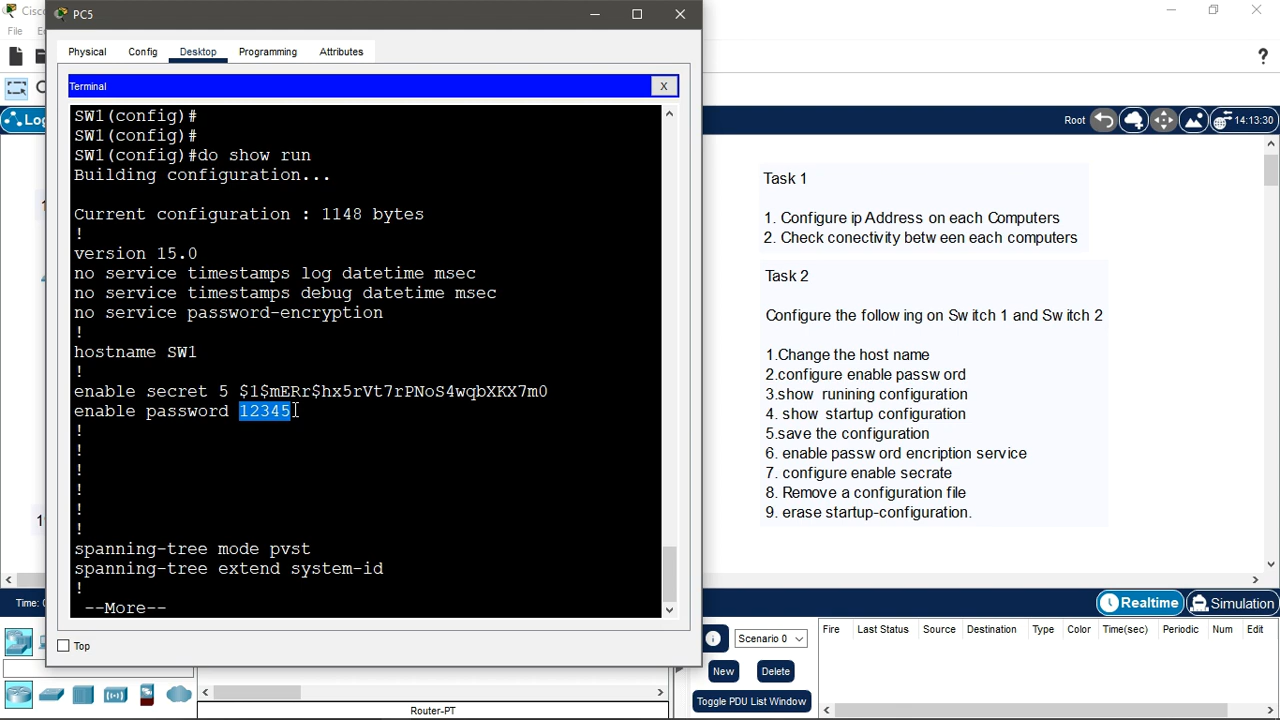 Cisco
PC5
File
Physical
Config
Desktop
Programming
Attributes
Terminal
X
SW1(config)#
SW1(config)#
SW1(config)#do show run
Building configuration...
Current configuration : 1148 bytes
!
version 15.0
no service timestamps log datetime msec
no service timestamps debug datetime msec
no service password-encryption
!
hostname SW1
!
enable secret 5 $1$mERr$hx5rVt7rPNoS4wqbXKX7m0
enable password 12345
!
!
!
!
!
!
spanning-tree mode pvst
spanning-tree extend system-id
!
--More--
Top
Root
14:13:30
Task 1
1. Configure ip Address on each Computers
2. Check conectivity betw een each computers
Task 2
Configure the follow ing on Sw itch 1 and Sw itch 2
1.Change the host name
2.configure enable passw ord
3.show runining configuration
4. show startup configuration
5.save the configuration
6. enable passw ord encription service
7. configure enable secrate
8. Remove a configuration file
9. erase startup-configuration.
Time:
Realtime
Simulation
Scenario 0
New
Delete
Toggle PDU List Window
Fire
Last Status
Source
Destination
Type
Color
Time(sec)
Periodic
Num
Edit
Router-PT